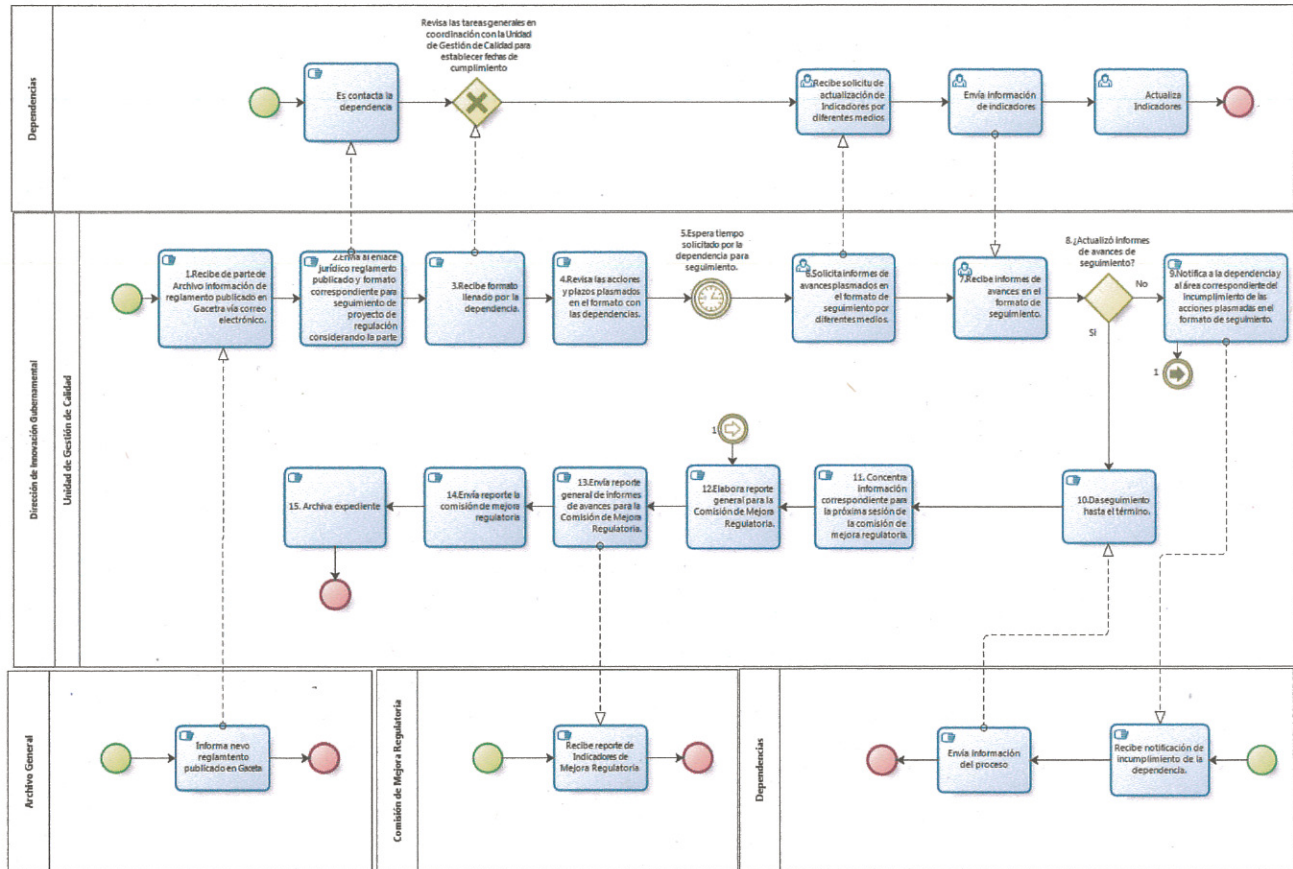 Dependencias
Revisa las tareas generales en
coordinación con la Unidad
de Gestión de Calidad para
establecer fechas de
cumplimiento
Es contacta la
dependencia
Recibe solicitu de
actualización de
Indicadores por
diferentes medios
Envía información
de indicadores
Actualiza
Indicadores
Dirección de Innovación Gubernamental
Unidad de Gestión de Calidad
1.Recibe de parte de
Archivo información de
reglamento publicado en
Gacetra vía correo
electrónico.
2.Envía al enlace
jurídico reglamento
publicado y formato
correspondiente para
seguimiento de
proyecto de
regulación
considerando la parte
3.Recibe formato
llenado por la
dependencia.
4.Revisa las acciones
y plazos plasmados
en el formato con
las dependencias.
5.Espera tiempo
solicitado por la
dependencia para
seguimiento.
6.Solicita informes de
avances plasmados
en el formato de
seguimiento por
diferentes medios.
7.Recibe informes de
avances en el
formato de
seguimiento.
8.¿Actualizó informes
de avances de
seguimiento?
No
Si
9.Notifica a la dependencia y
al área correspondiente del
incumplimiento de las
acciones plasmadas en el
formato de seguimiento.
1
1
15. Archiva expediente
14.Envía reporte la
comisión de mejora
regulatoria
13.Envía reporte
general de informes
de avances para la
Comisión de Mejora
Regulatoria.
12.Elabora reporte
general para la
Comisión de Mejora
Regulatoria.
11. Concentra
información
correspondiente para
la próxima sesión de
la comisión de
mejora regulatoria.
10.Da seguimiento
hasta el término.
Archivo General
Informa nevo
reglamtento
publicado en Gaceta
Comisión de Mejora Regulatoria
Recibe reporte de
Indicadores de
Mejora Regulatoria
Dependencias
Envía información
del proceso
Recibe notificación de
incumplimiento de la
dependencia.